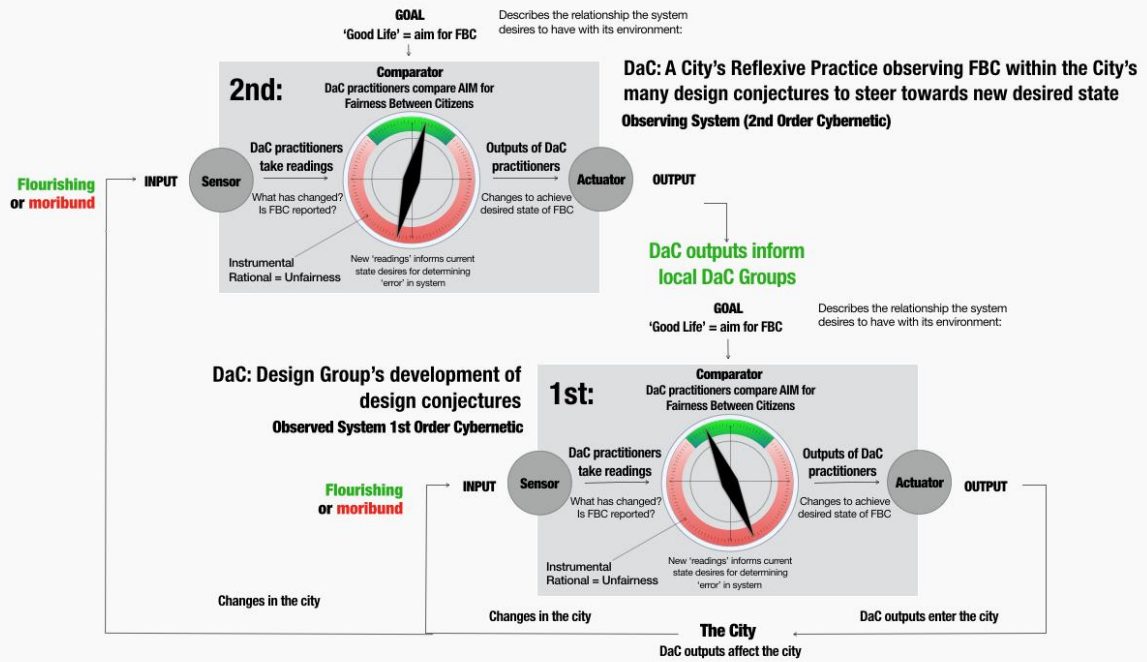 GOAL
'Good Life' = aim for FBC
Describes the relationship the system
desires to have with its environment:
DaC: A City's Reflexive Practice observing FBC within the City's
many design conjectures to steer towards new desired state
Observing System (2nd Order Cybernetic)
2nd:
Comparator
DaC practitioners compare AIM for
Fairness Between Citizens
Flourishing
or moribund
INPUT
Sensor
DaC practitioners
take readings
What has changed?
Is FBC reported?
Instrumental
Rational = Unfairness
New 'readings' informs current
state desires for determining
'error' in system
Outputs of DaC
practitioners
Changes to achieve
desired state of FBC
Actuator
OUTPUT
DaC outputs inform
local DaC Groups
GOAL
'Good Life' = aim for FBC
Describes the relationship the system
desires to have with its environment:
DaC: Design Group's development of
design conjectures
Observed System 1st Order Cybernetic
1st:
Comparator
DaC practitioners compare AIM for
Fairness Between Citizens
Flourishing
or moribund
INPUT
Sensor
DaC practitioners
take readings
What has changed?
Is FBC reported?
Instrumental
Rational = Unfairness
New 'readings' informs current
state desires for determining
'error' in system
Outputs of DaC
practitioners
Changes to achieve
desired state of FBC
Actuator
OUTPUT
Changes in the city
Changes in the city
The City
DaC outputs affect the city
DaC outputs enter the city